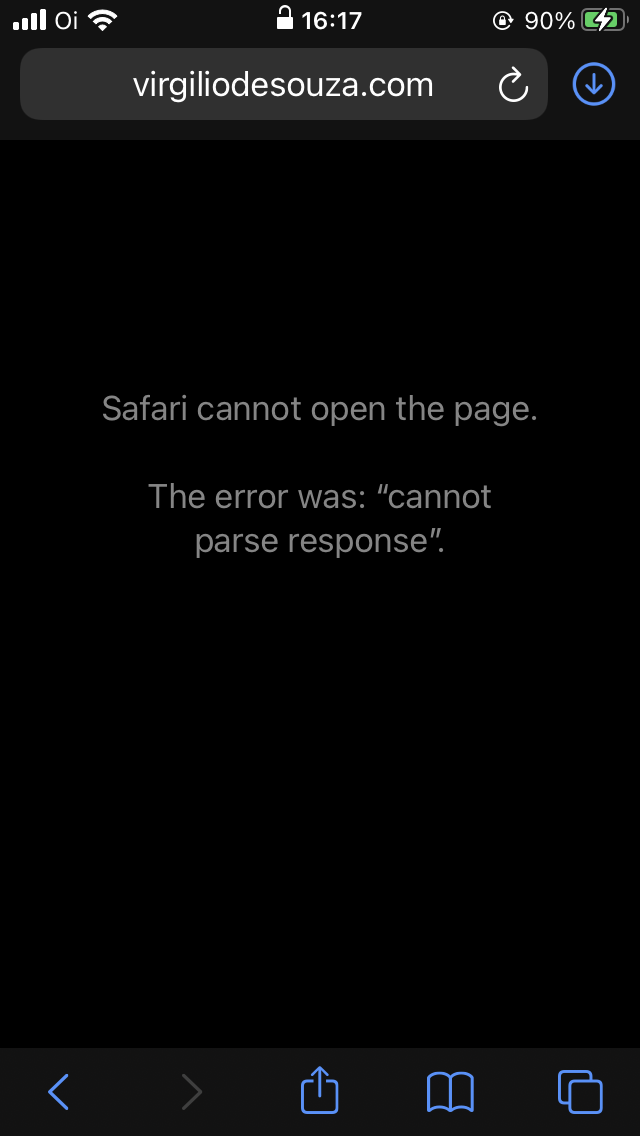 Oi 16:17 90%
virgiliodesouza.com
Safari cannot open the page.
The error was: “cannot
parse response”.